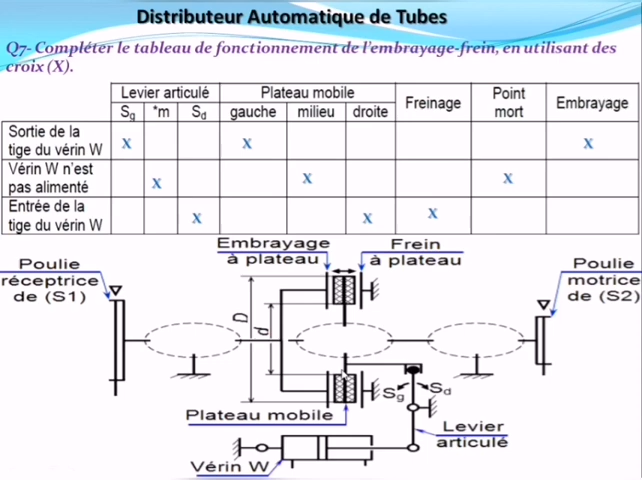 Distributeur Automatique de Tubes
Q7- Compléter le tableau de fonctionnement de l'embrayage-frein, en utilisant des
croix (X).
Levier articulé Plateau mobile Freinage Point mort Embrayage
Sg *m Sd gauche milieu droite
Sortie de la
tige du vérin W X X X
Vérin W n'est
pas alimenté X X X
Entrée de la
tige du vérin W X X X
Embrayage
à plateau
Frein
à plateau
Poulie
réceptrice
de (S1)
Poulie
motrice
de (S2)
D
d
Sg
Sd
Plateau mobile
Levier
articulé
Vérin W